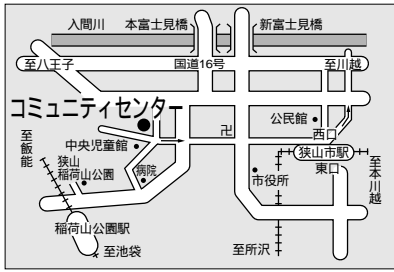 入間川 本富士見橋 新富士見橋
至八王子 国道16号 至川越
コミュニティセンター
公民館
卍
西口
至飯能
中央児童館
狭山市駅
狭山
稲荷山公園
病院
市役所
東口
至本川越
稲荷山公園駅
至池袋
至所沢